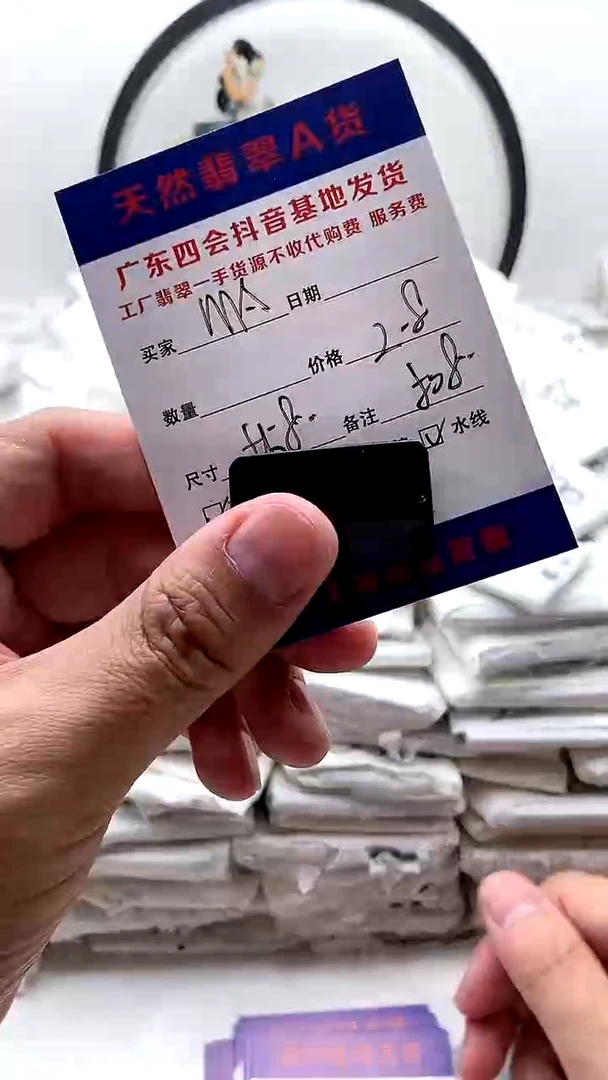 天然翡翠A货
广东四会抖音基地发货
工厂翡翠一手货源不收代购费 服务费
买家 MA 日期
数量 价格 2-8
尺寸 备注
水线